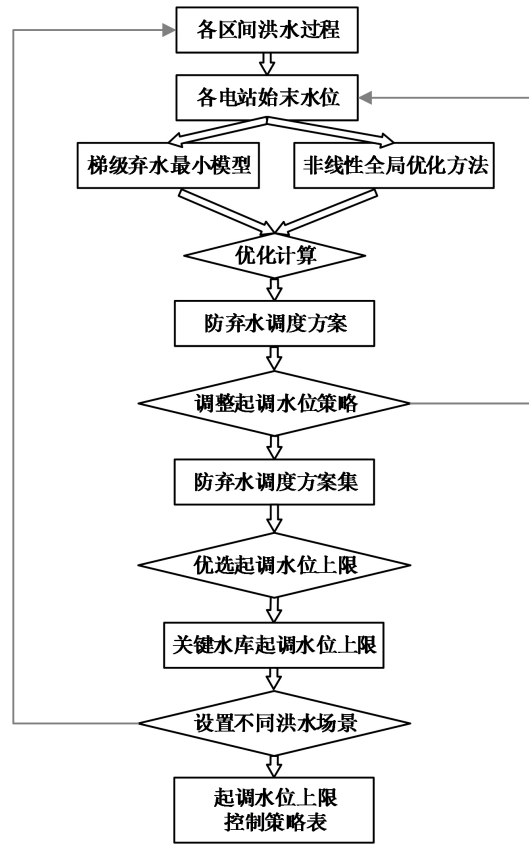 各区间洪水过程
各电站始末水位
梯级弃水最小模型
非线性全局优化方法
优化计算
防弃水调度方案
调整起调水位策略
防弃水调度方案集
优选起调水位上限
关键水库起调水位上限
设置不同洪水场景
起调水位上限
控制策略表